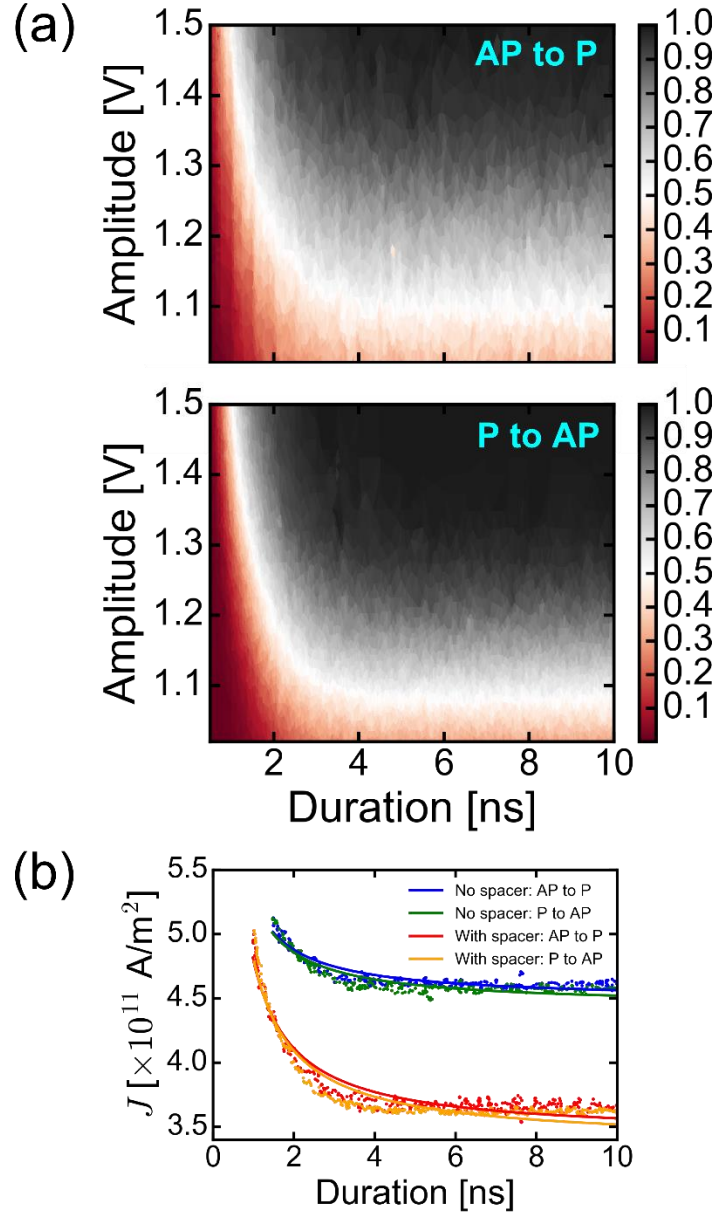 (a)
AP to P
Amplitude [V]
1.5
1.4
1.3
1.2
1.1
1.0
0.9
0.8
0.7
0.6
0.5
0.4
0.3
0.2
0.1
P to AP
Amplitude [V]
1.5
1.4
1.3
1.2
1.1
1.0
0.9
0.8
0.7
0.6
0.5
0.4
0.3
0.2
0.1
2 4 6 8 10
Duration [ns]
(b)
J [×10¹¹ A/m²]
5.5
5.0
4.5
4.0
3.5
No spacer: AP to P
No spacer: P to AP
With spacer: AP to P
With spacer: P to AP
0 2 4 6 8 10
Duration [ns]